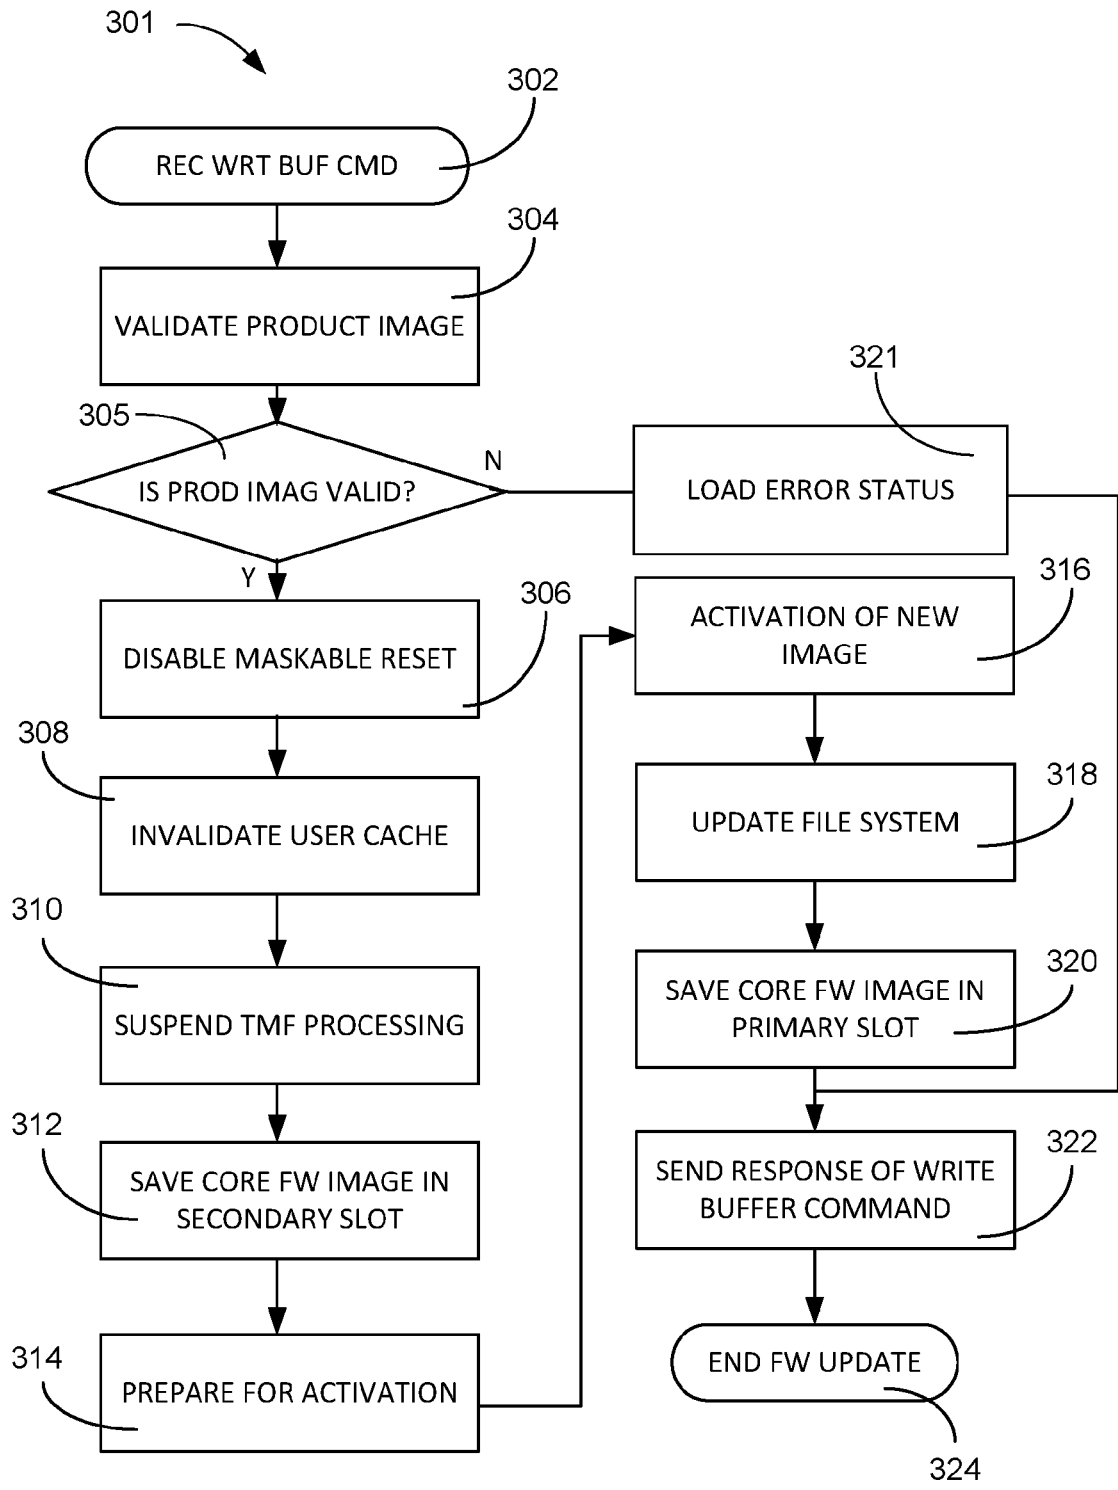 301
302
REC WRT BUF CMD
304
VALIDATE PRODUCT IMAGE
305
IS PROD IMAG VALID?
N
Y
321
LOAD ERROR STATUS
306
DISABLE MASKABLE RESET
308
INVALIDATE USER CACHE
310
SUSPEND TMF PROCESSING
312
SAVE CORE FW IMAGE IN
SECONDARY SLOT
314
PREPARE FOR ACTIVATION
316
ACTIVATION OF NEW
IMAGE
318
UPDATE FILE SYSTEM
320
SAVE CORE FW IMAGE IN
PRIMARY SLOT
322
SEND RESPONSE OF WRITE
BUFFER COMMAND
END FW UPDATE
324